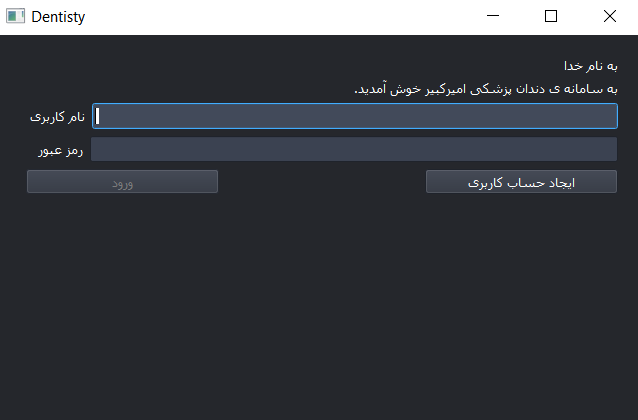 Dentisty
به نام خدا
به سامانه ی دندان پزشکی امیرکبیر خوش آمدید.
نام کاربری
رمز عبور
ایجاد حساب کاربری
ورود